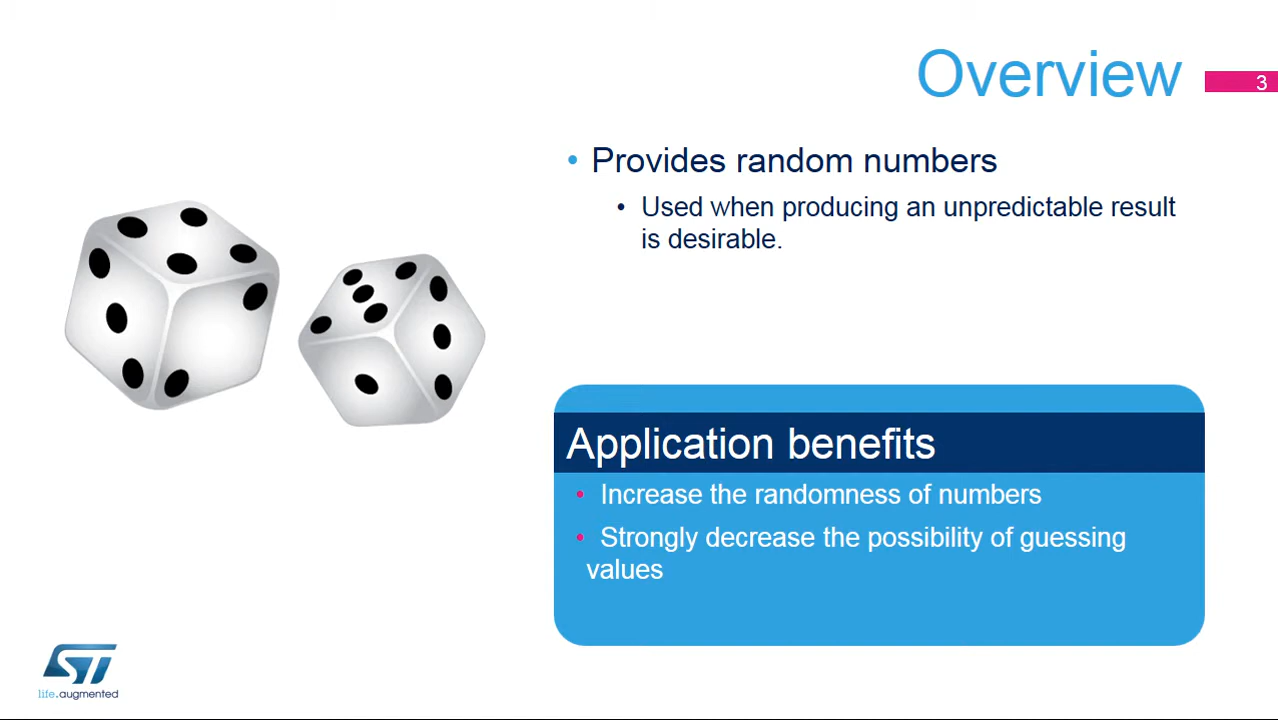 Overview
3
• Provides random numbers
• Used when producing an unpredictable result
is desirable.
Application benefits
• Increase the randomness of numbers
• Strongly decrease the possibility of guessing
values
ST
life.augmented